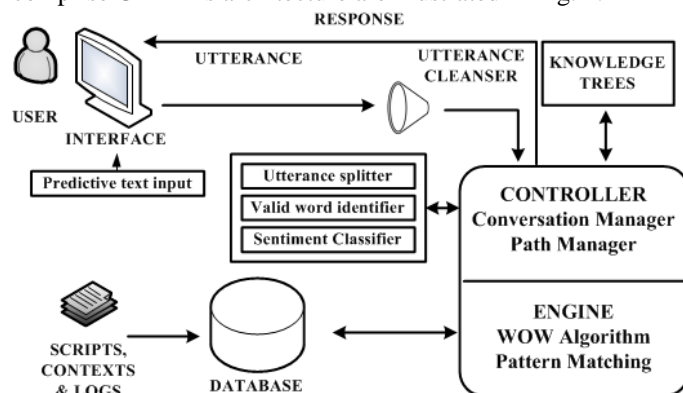 RESPONSE
UTTERANCE
UTTERANCE
CLEANSER
KNOWLEDGE
TREES
USER
INTERFACE
Predictive text input
Utterance splitter
Valid word identifier
Sentiment Classifier
CONTROLLER
Conversation Manager
Path Manager
ENGINE
WOW Algorithm
Pattern Matching
SCRIPTS,
CONTEXTS
& LOGS
DATABASE